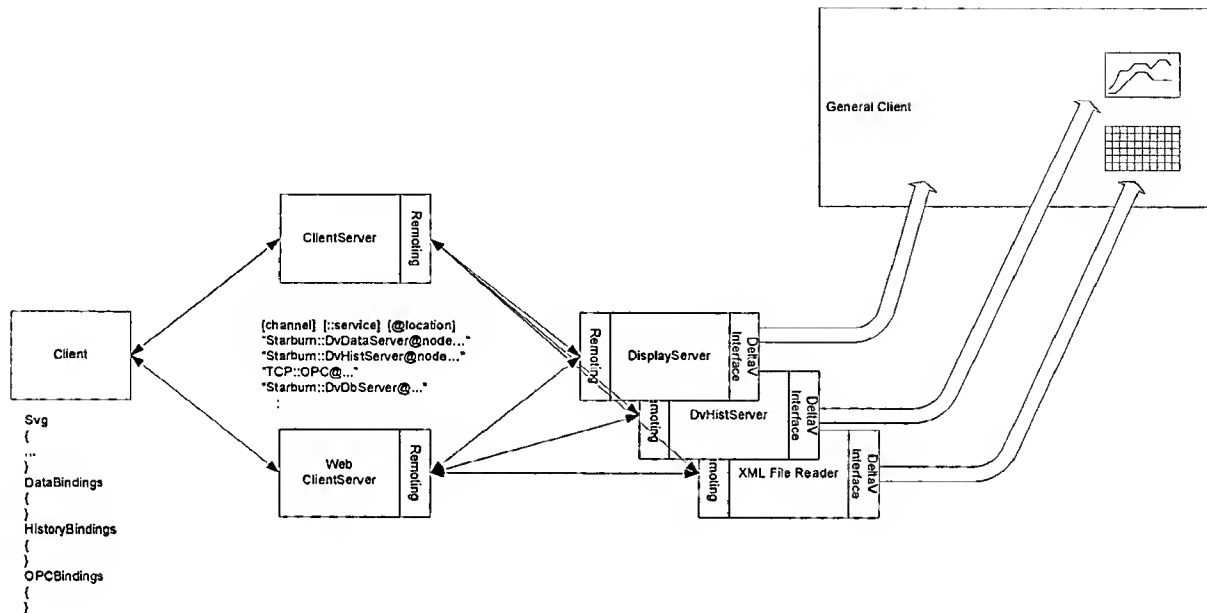 General Client
ClientServer
Remoting
{channel} [::service] {@location}
"Starburn::DvDataServer@node..."
"Starburn::DvHistServer@node..."
"TCP::OPC@..."
"Starburn::DvDbServer@..."
:
Client
Svg
{
...
}
DataBindings
{
}
HistoryBindings
{
}
OPCBindings
{
}
Web
ClientServer
Remoting
Remoting
DisplayServer
DeltaV
Interface
emoting
DvHistServer
DeltaV
Interface
moting
XML File Reader
DeltaV
Interface